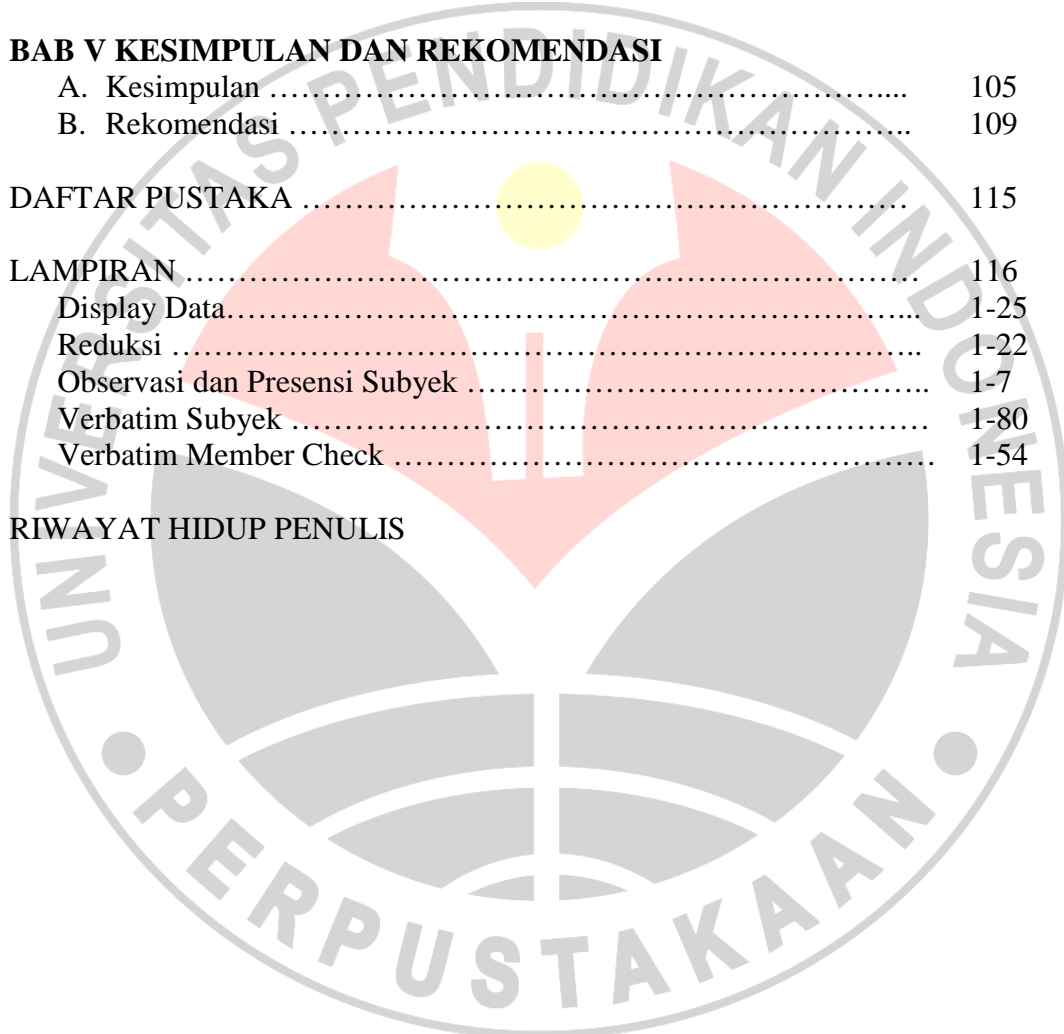 BAB V KESIMPULAN DAN REKOMENDASI
A. Kesimpulan ………………………………………………….... 105
B. Rekomendasi ………………………………………………….. 109
DAFTAR PUSTAKA ………………………………………………… 115
LAMPIRAN …………………………………………………………… 116
Display Data………………………………………………………... 1-25
Reduksi …………………………………………………………….. 1-22
Observasi dan Presensi Subyek …………………………………….. 1-7
Verbatim Subyek …………………………………………………… 1-80
Verbatim Member Check …………………………………………… 1-54
RIWAYAT HIDUP PENULIS
UNIVERSITAS PENDIDIKAN INDONESIA
PERPUSTAKAAN